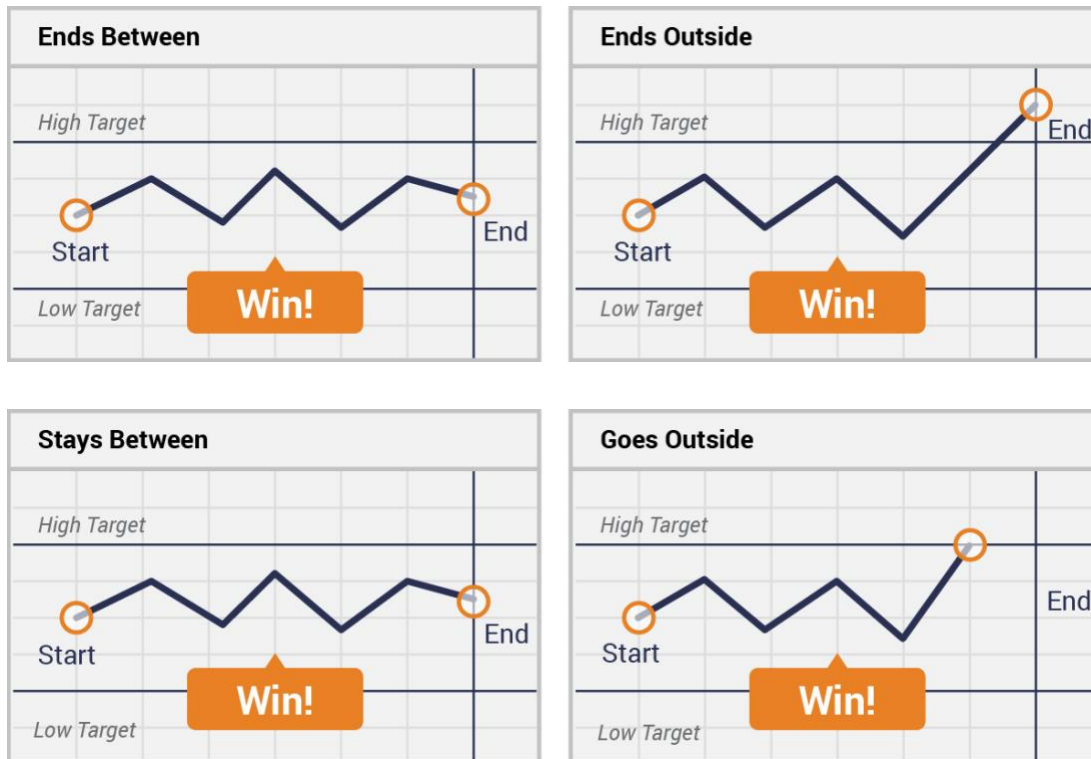 Ends Between
High Target
Start
End
Low Target
Win!
Ends Outside
High Target
End
Start
Low Target
Win!
Stays Between
High Target
Start
End
Low Target
Win!
Goes Outside
High Target
End
Start
Low Target
Win!